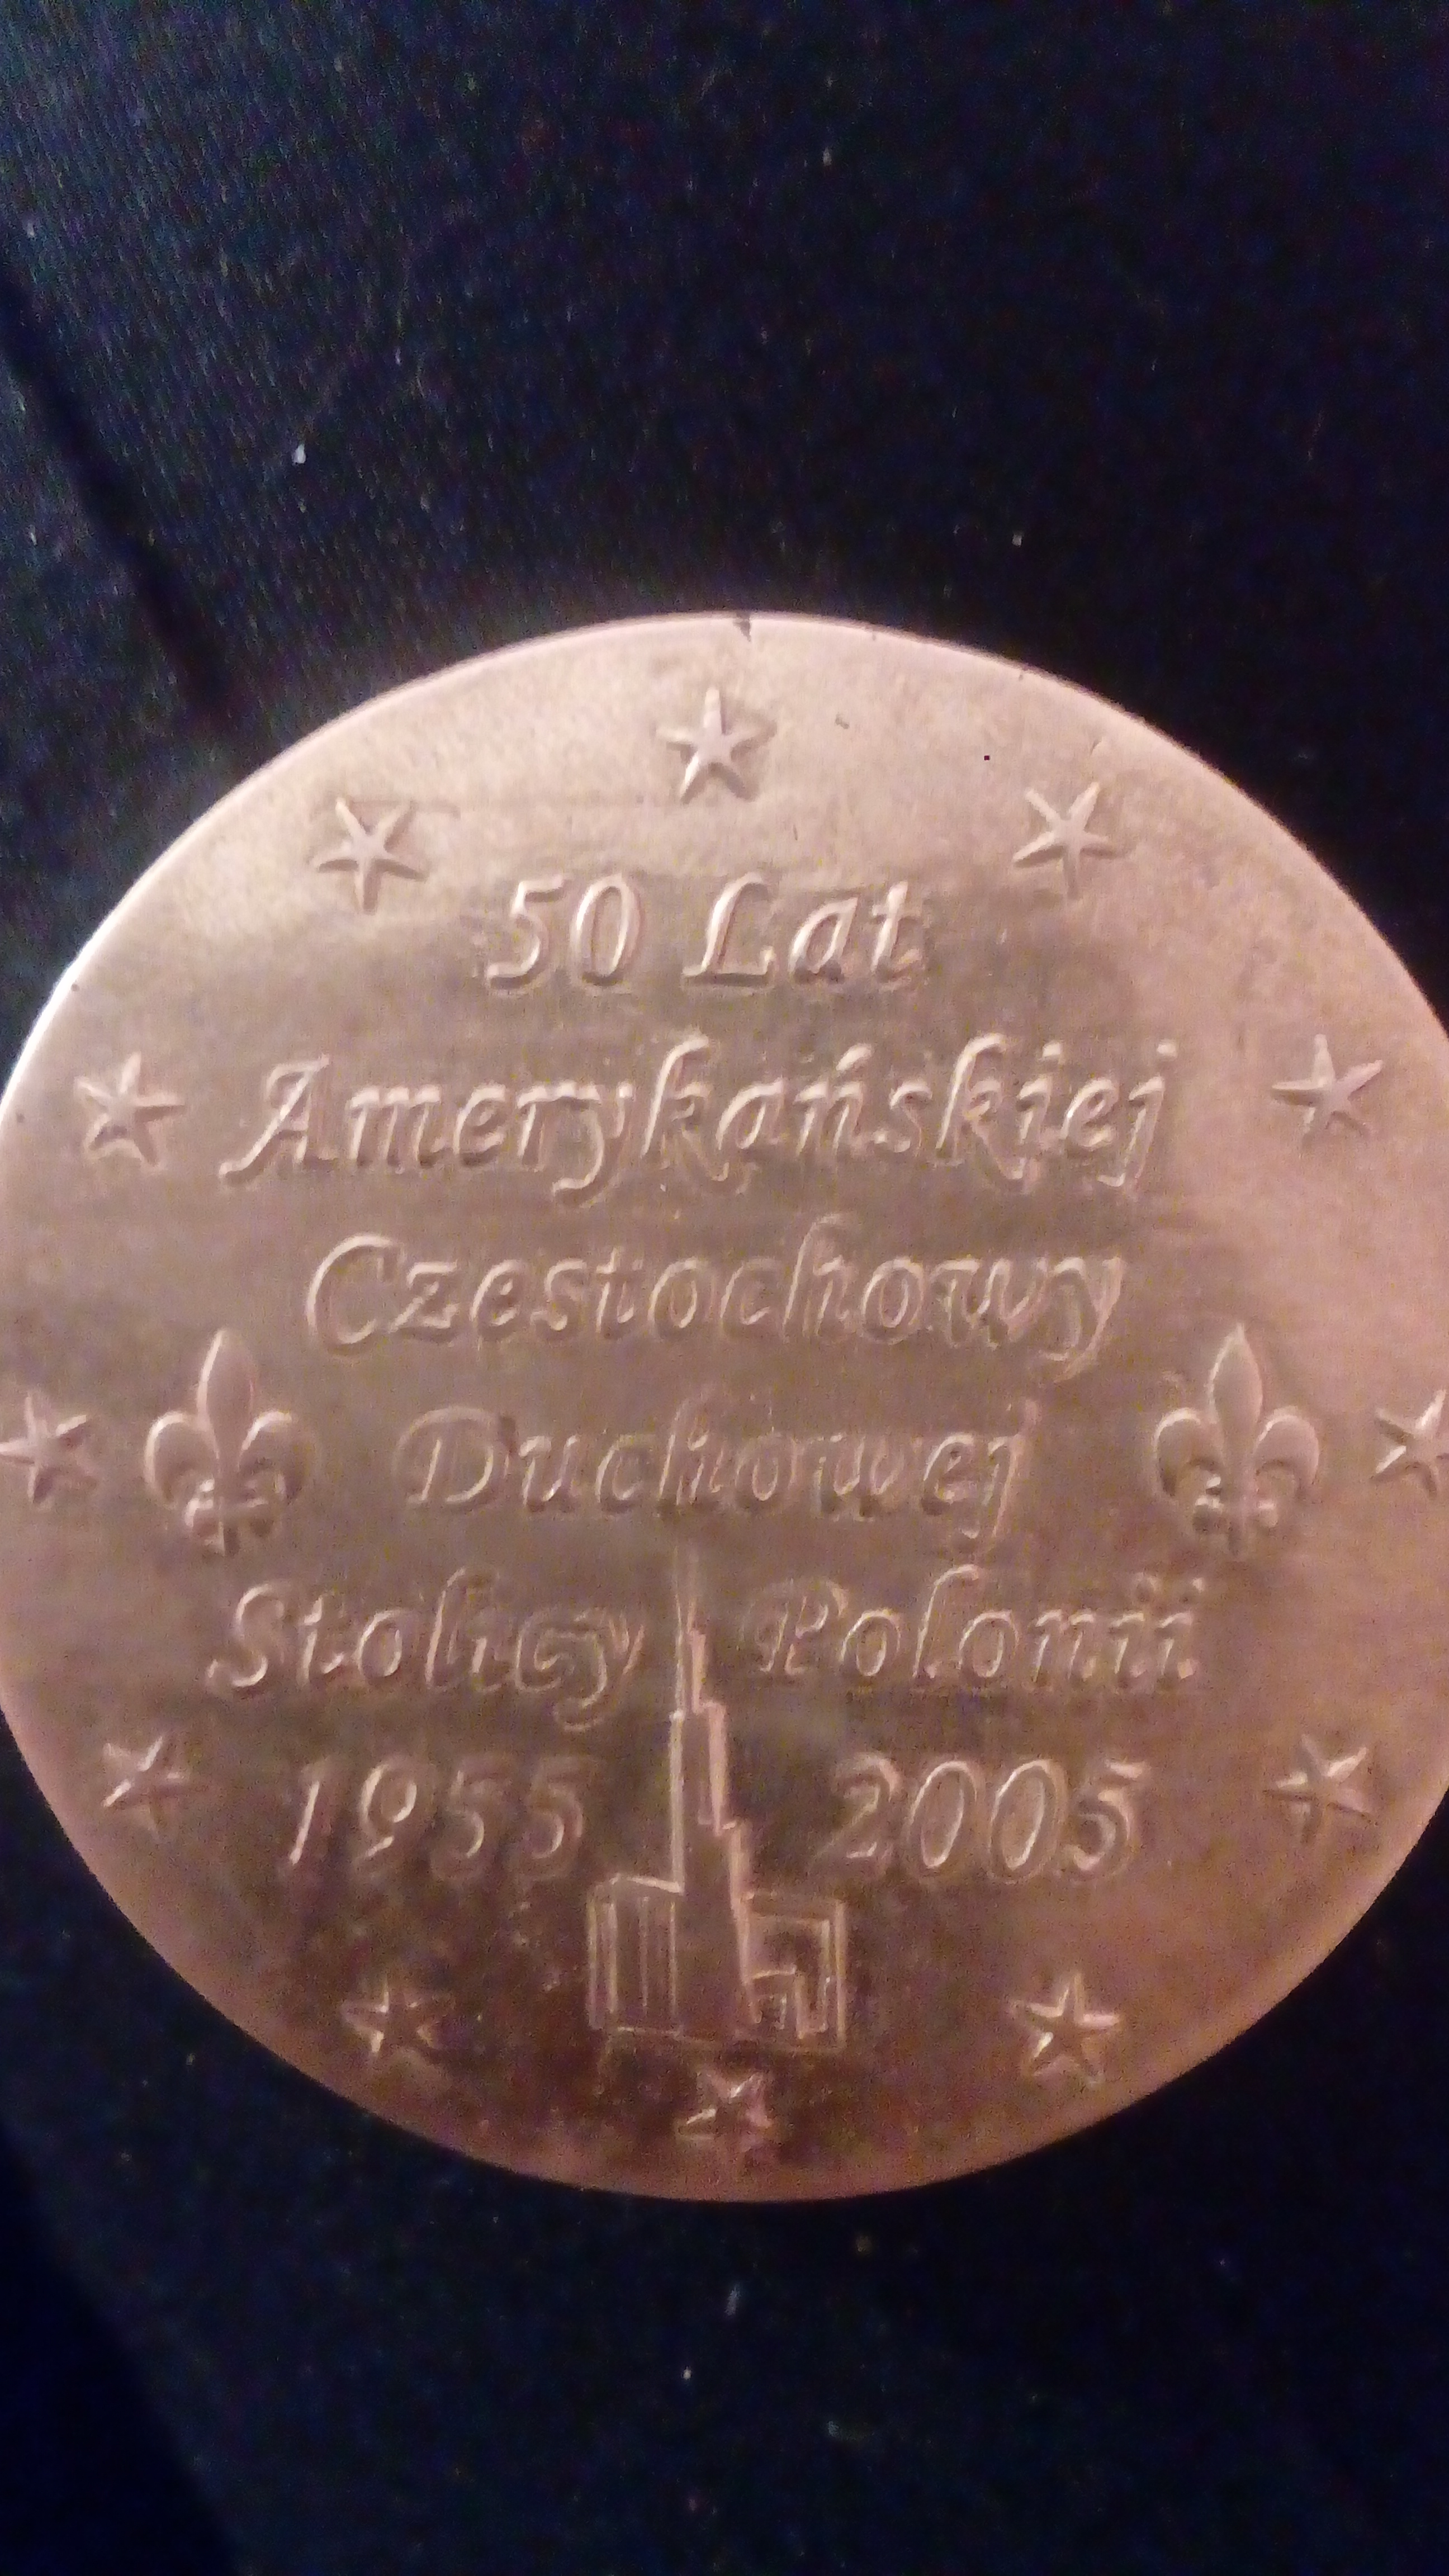 50 Lat
Amerykańskiej
Czestochowy
Duchowej
Stolicy Polonii
1955 2005